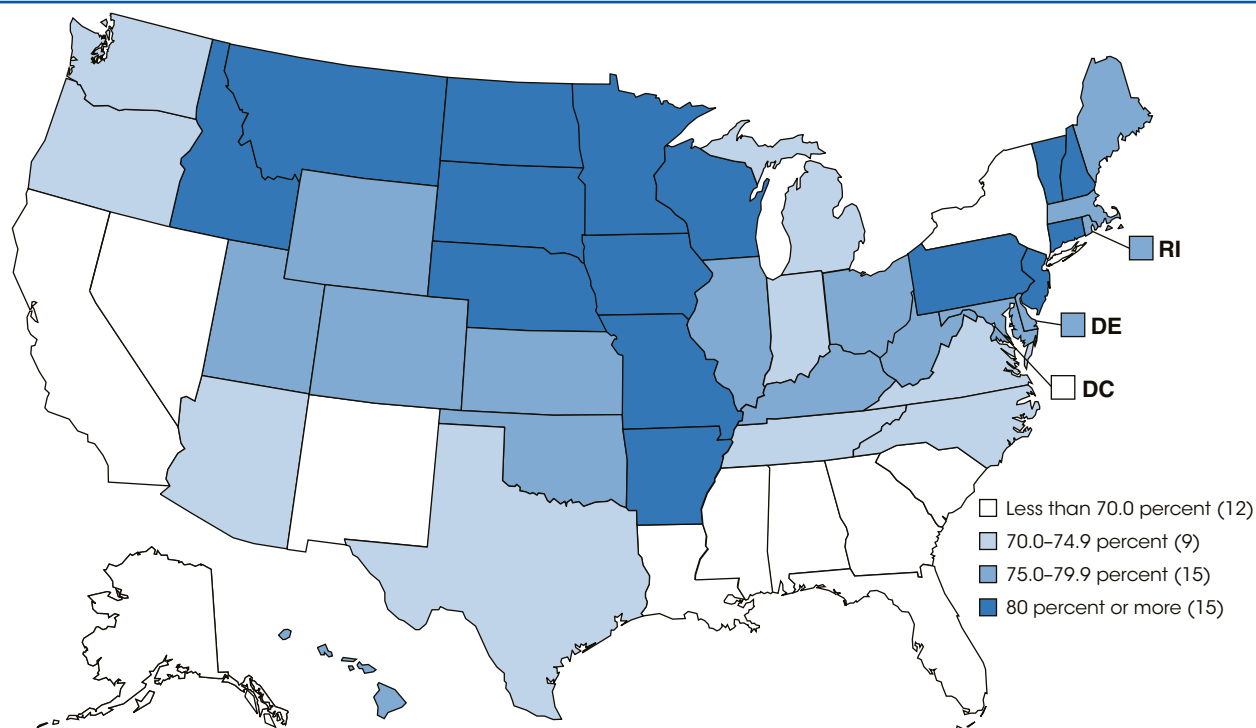 RI
DE
DC
Less than 70.0 percent (12)
70.0–74.9 percent (9)
75.0–79.9 percent (15)
80 percent or more (15)